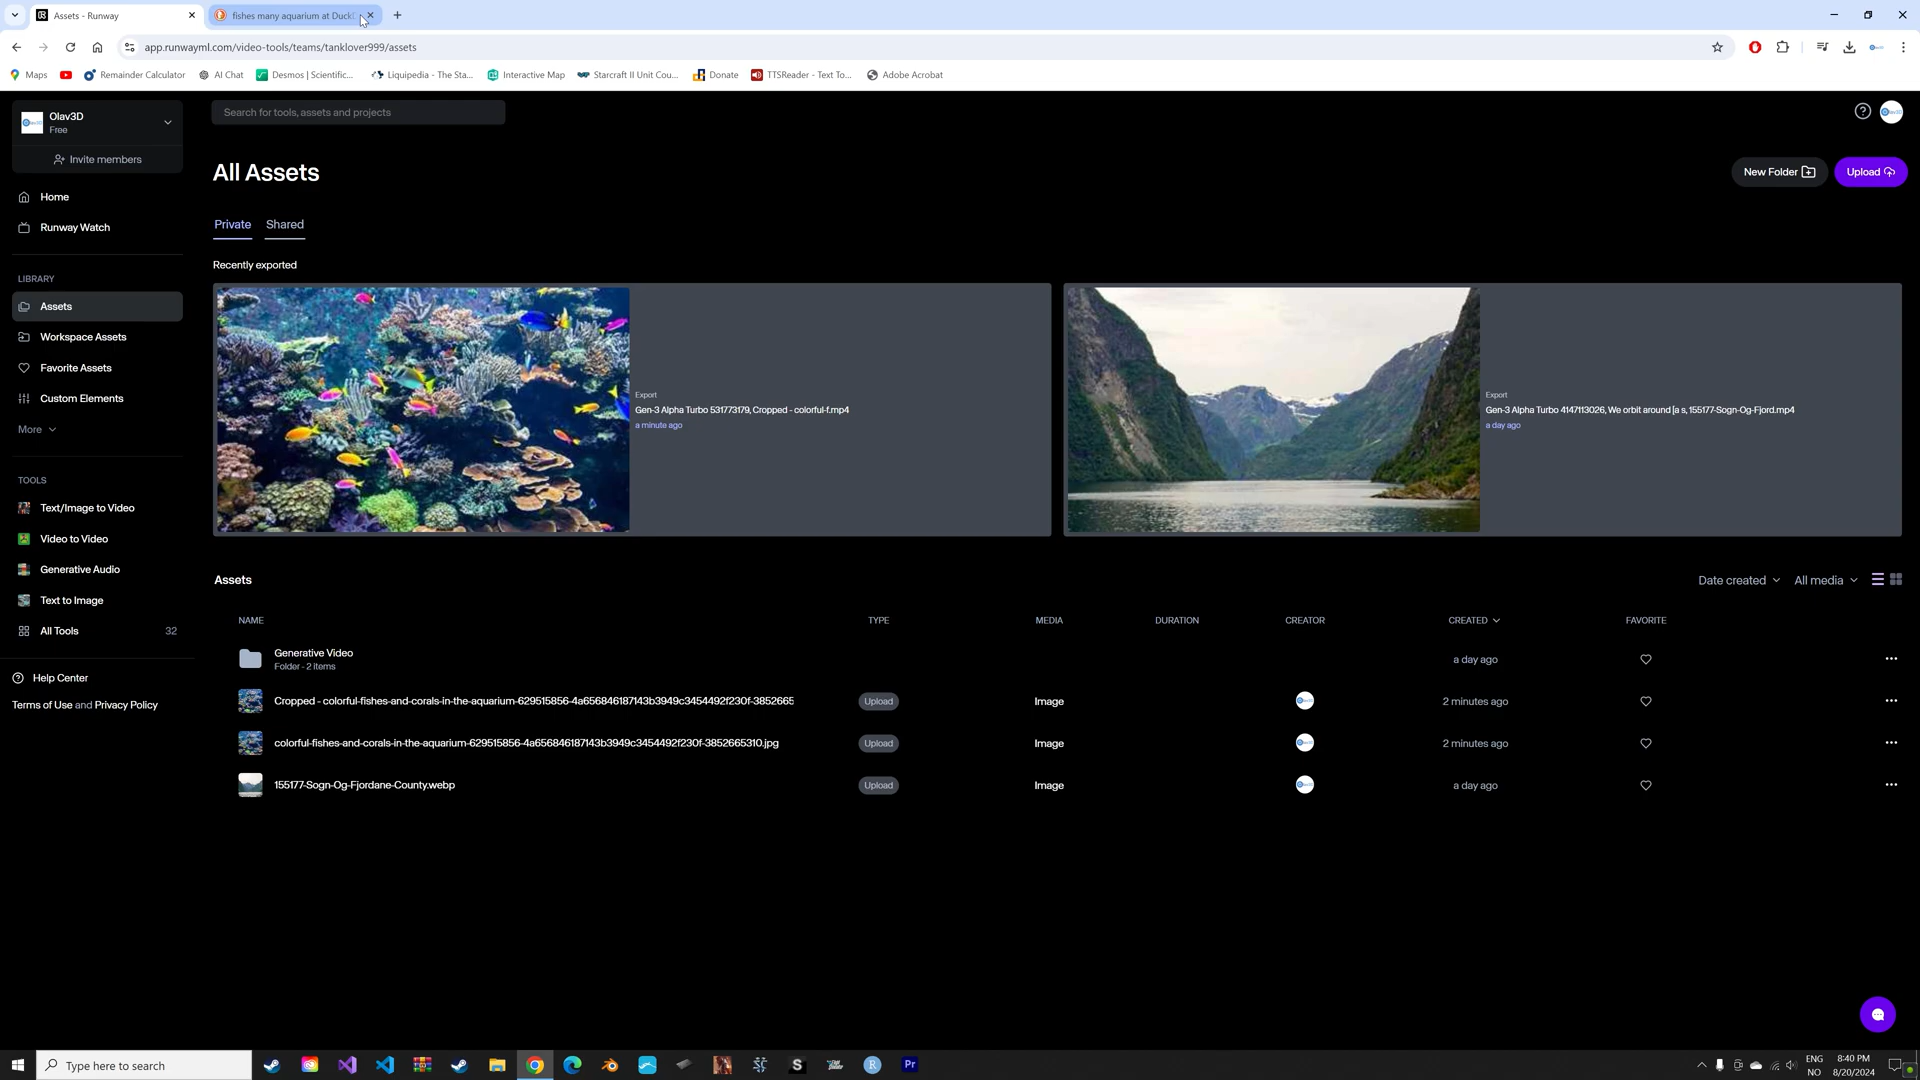 Assets - Runway
fishes many aquarium at Duck
app.runwayml.com/video-tools/teams/tanklover999/assets
Maps
Remainder Calculator
AI Chat
Desmos | Scientific...
Liquipedia - The Sta...
Interactive Map
Starcraft II Unit Cou...
Donate
TTSReader - Text To...
Adobe Acrobat
Olav3D
Free
Invite members
Search for tools, assets and projects
All Assets
New Folder
Upload
Home
Runway Watch
Private
Shared
Recently exported
LIBRARY
Assets
Workspace Assets
Favorite Assets
Custom Elements
More
Export
Gen-3 Alpha Turbo 531773179, Cropped - colorful-f.mp4
a minute ago
Export
Gen-3 Alpha Turbo 4147113026, We orbit around [a s, 155177-Sogn-Og-Fjord.mp4
a day ago
TOOLS
Text/Image to Video
Video to Video
Generative Audio
Text to Image
All Tools 32
Help Center
Terms of Use and Privacy Policy
Assets
Date created
All media
NAME TYPE MEDIA DURATION CREATOR CREATED FAVORITE
Generative Video
Folder - 2 items
a day ago
Cropped - colorful-fishes-and-corals-in-the-aquarium-629515856-4a656846187143b3949c3454492f230f-3852665 Upload Image 2 minutes ago
colorful-fishes-and-corals-in-the-aquarium-629515856-4a656846187143b3949c3454492f230f-3852665310.jpg Upload Image 2 minutes ago
155177-Sogn-Og-Fjordane-County.webp Upload Image a day ago
Type here to search
Pr
ENG
NO
8:40 PM
8/20/2024